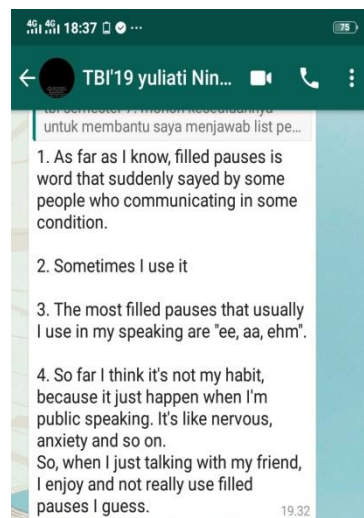 4G 4G 18:37 ...
75
TBI'19 yuliati Nin...
untuk membantu saya menjawab list pe...
1. As far as I know, filled pauses is
word that suddenly sayed by some
people who communicating in some
condition.
2. Sometimes I use it
3. The most filled pauses that usually
I use in my speaking are "ee, aa, ehm".
4. So far I think it's not my habit,
because it just happen when I'm
public speaking. It's like nervous,
anxiety and so on.
So, when I just talking with my friend,
I enjoy and not really use filled
pauses I guess.
19.32